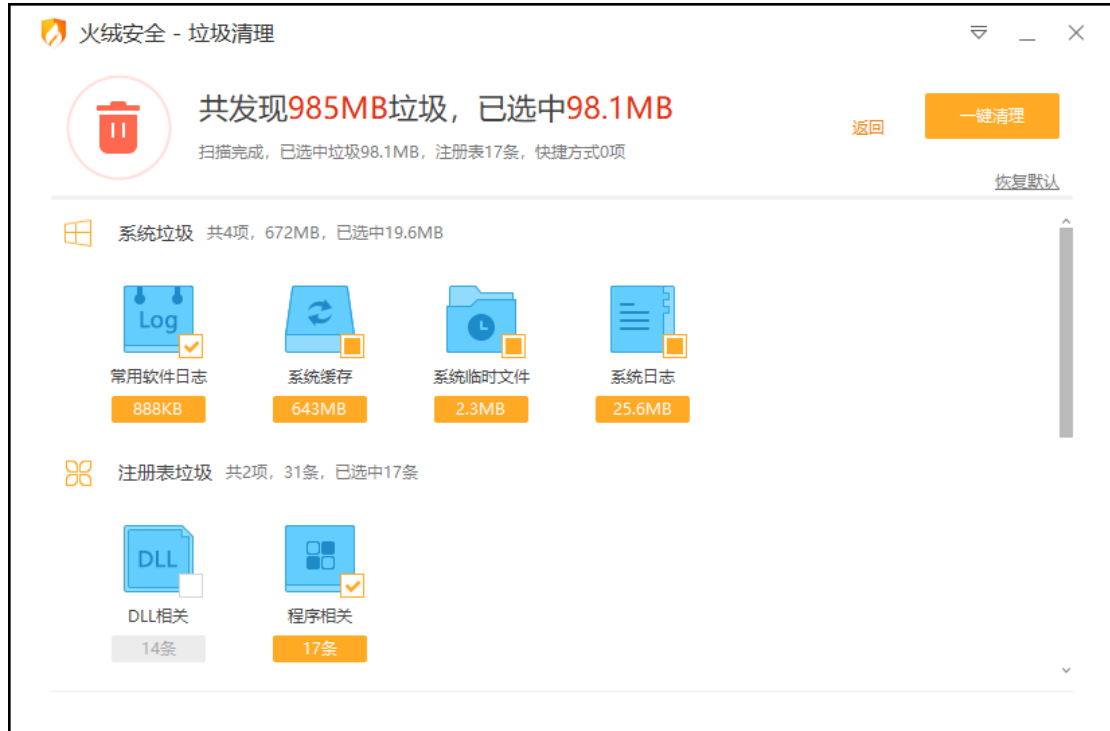 火绒安全 - 垃圾清理
共发现985MB垃圾，已选中98.1MB
返回
一键清理
扫描完成，已选中垃圾98.1MB，注册表17条，快捷方式0项
恢复默认
系统垃圾 共4项，672MB，已选中19.6MB
Log
常用软件日志 系统缓存 系统临时文件 系统日志
888KB 643MB 2.3MB 25.6MB
注册表垃圾 共2项，31条，已选中17条
DLL
DLL相关 程序相关
14条 17条